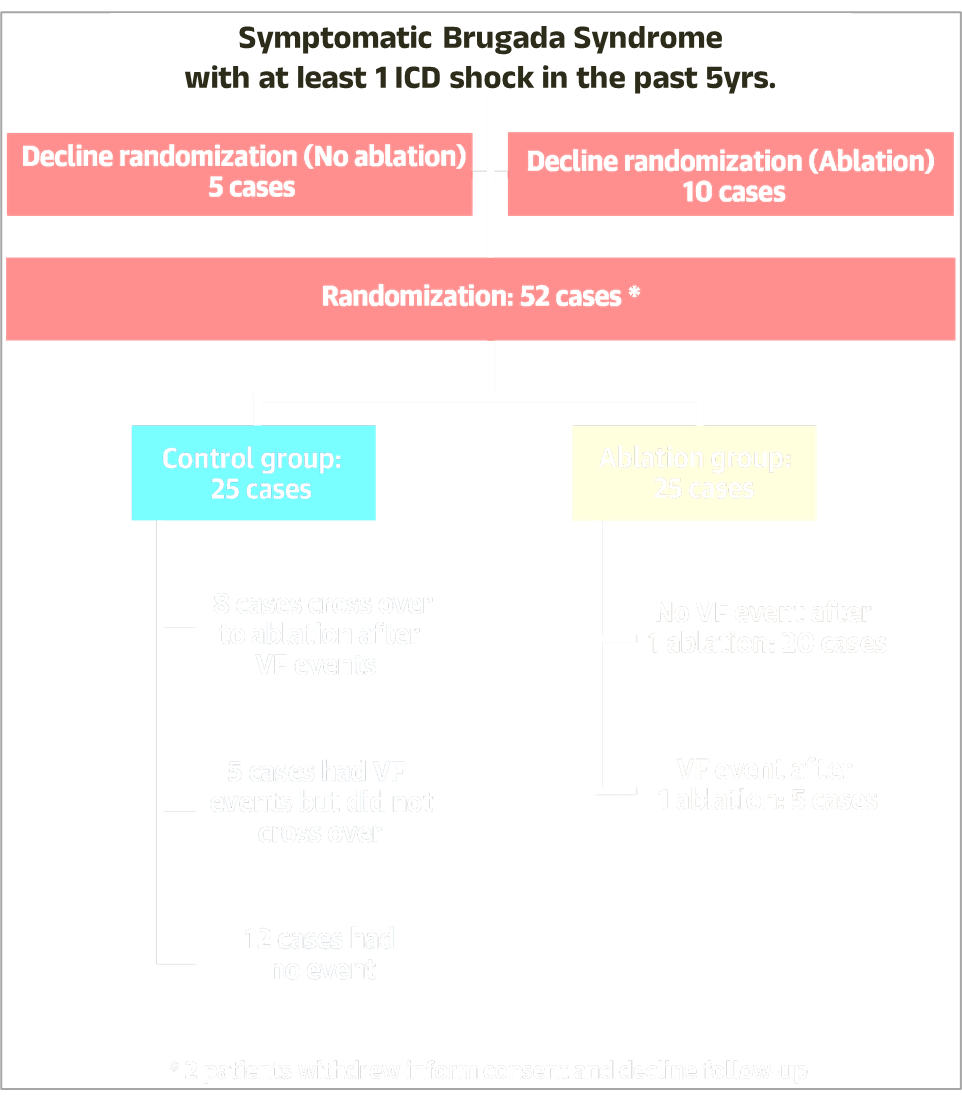 Symptomatic Brugada Syndrome
with at least 1 ICD shock in the past 5yrs.
Decline randomization (No ablation)
5 cases
Decline randomization (Ablation)
10 cases
Randomization: 52 cases *
Control group:
25 cases
Ablation group:
25 cases
8 cases cross over
to ablation after
VF events
No VF event after
1 ablation: 20 cases
5 cases had VF
events but did not
cross over
VF event after
1 ablation: 5 cases
12 cases had
no event
* 2 patients withdrew inform consent and decline follow-up